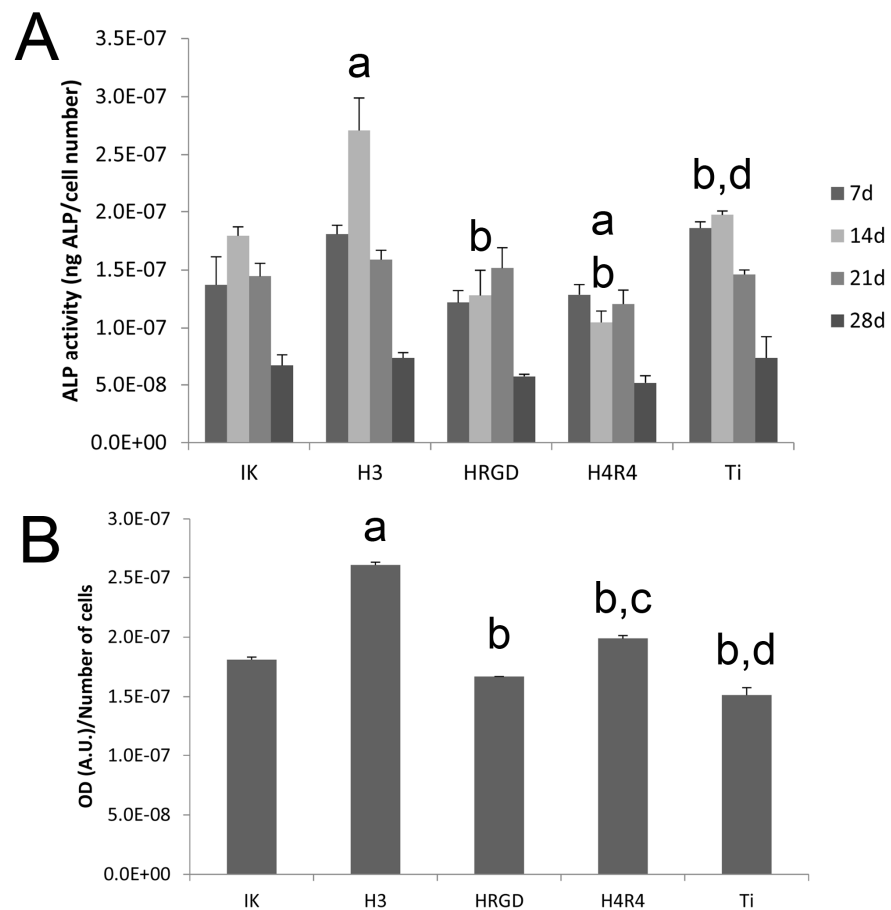 A
ALP activity (ng ALP/cell number)
3.5E-07
3.0E-07
2.5E-07
2.0E-07
1.5E-07
1.0E-07
5.0E-08
0.0E+00
a
b
a
b
b,d
7d
14d
21d
28d
IK H3 HRGD H4R4 Ti
B
OD (A.U.)/Number of cells
3.0E-07
2.5E-07
2.0E-07
1.5E-07
1.0E-07
5.0E-08
0.0E+00
a
b
b,c
b,d
IK H3 HRGD H4R4 Ti